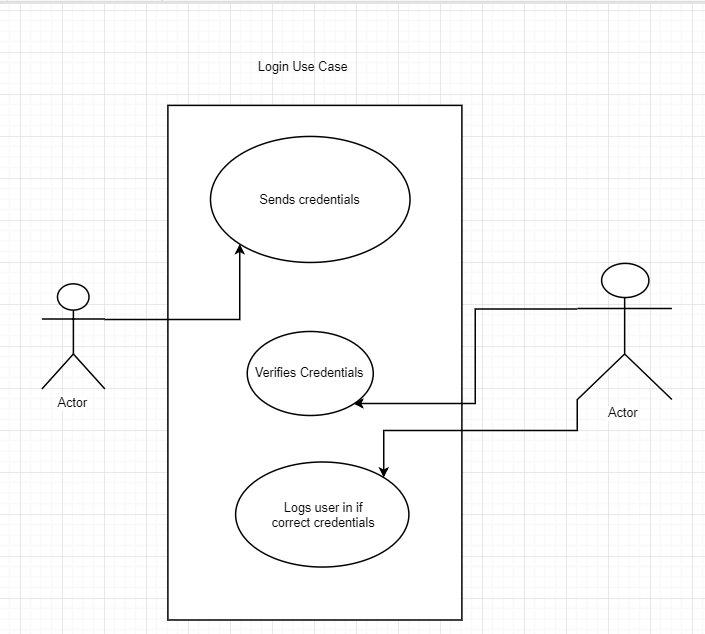 Login Use Case
Sends credentials
Verifies Credentials
Actor
Actor
Logs user in if
correct credentials